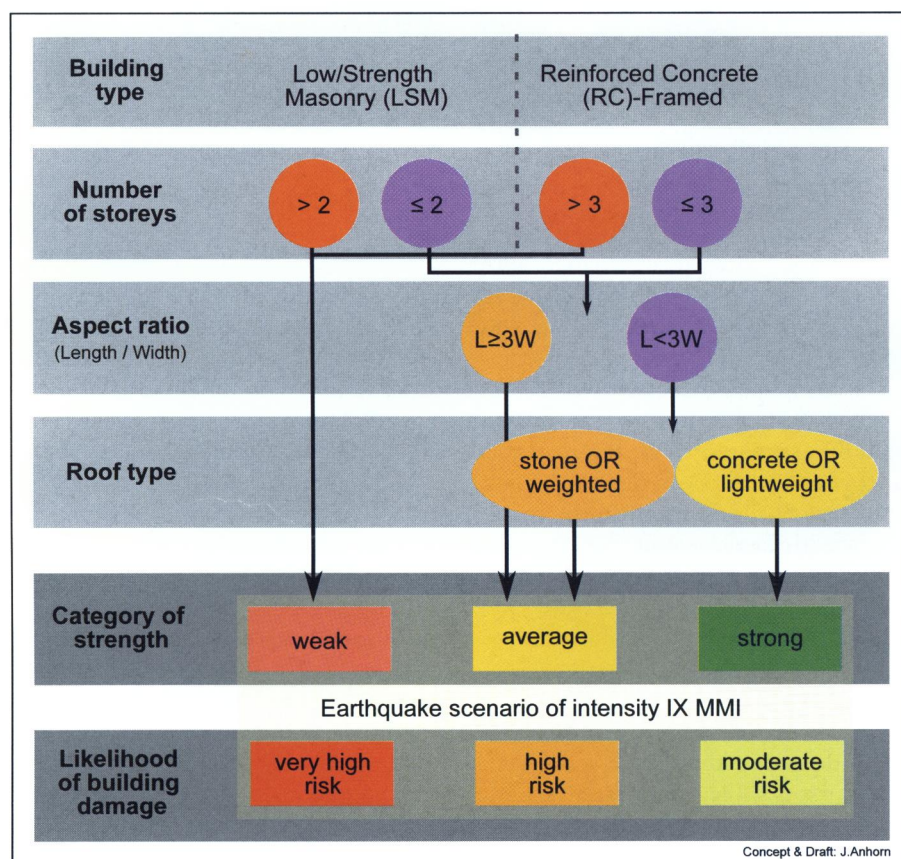 Building
type
Low/Strength
Masonry (LSM)
Reinforced Concrete
(RC)-Framed
Number
of storeys
> 2
≤ 2
> 3
≤ 3
Aspect ratio
(Length / Width)
L≥3W
L<3W
Roof type
stone OR
weighted
concrete OR
lightweight
Category of
strength
weak
average
strong
Earthquake scenario of intensity IX MMI
Likelihood
of building
damage
very high
risk
high
risk
moderate
risk
Concept & Draft: J.Anhorn